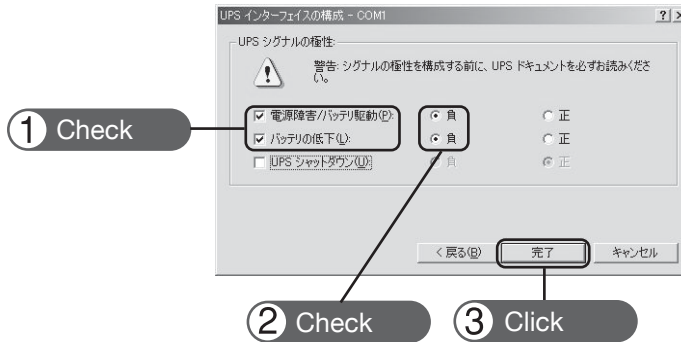 UPS インターフェイスの構成 - COM1
UPS シグナルの極性:
警告: シグナルの極性を構成する前に、UPS ドキュメントを必ずお読みください。
電源障害/バッテリ駆動(P): 負 正
バッテリの低下(L): 負 正
UPS シャットダウン(U): 負 正
< 戻る(B) 完了 キャンセル
① Check
② Check
③ Click